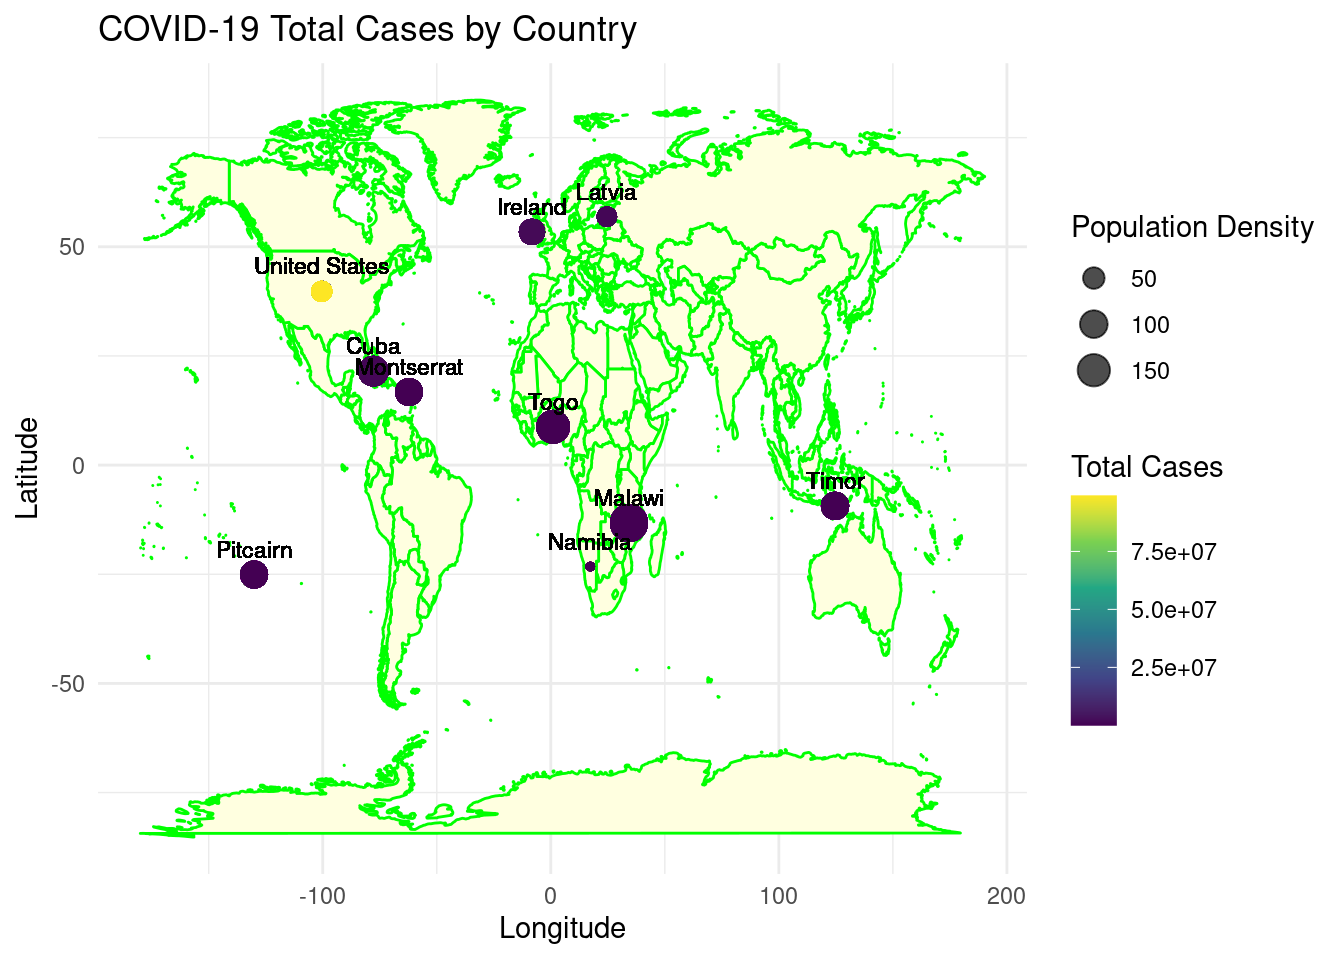 COVID-19 Total Cases by Country
Latitude
50
0
-50
Latvia
Ireland
United States
Cuba
Montserrat
Togo
Timor
Malawi
Namibia
Pitcairn
-100
0
100
200
Longitude
Population Density
50
100
150
Total Cases
7.5e+07
5.0e+07
2.5e+07